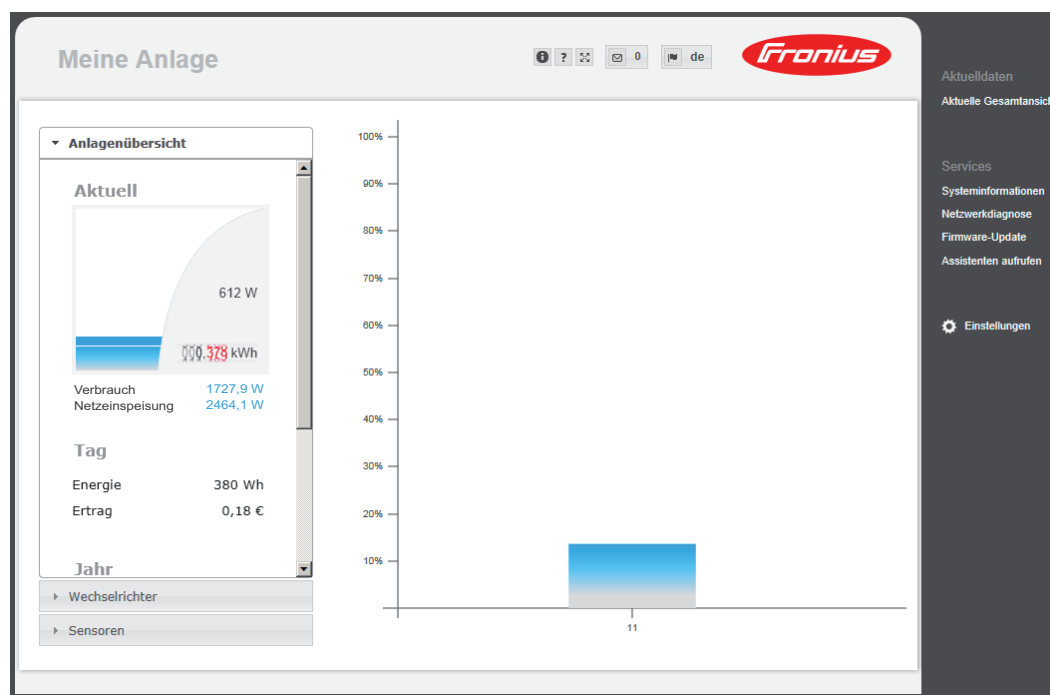 Meine Anlage
i ? 0 de
Fronius
Aktuelldaten
Aktuelle Gesamtansich
Services
Systeminformationen
Netzwerkdiagnose
Firmware-Update
Assistenten aufrufen
Einstellungen
Anlagenübersicht
Aktuell
612 W
000.379 kWh
Verbrauch 1727,9 W
Netzeinspeisung 2464,1 W
Tag
Energie 380 Wh
Ertrag 0,18 €
Jahr
Wechselrichter
Sensoren
100%
90%
80%
70%
60%
50%
40%
30%
20%
10%
11